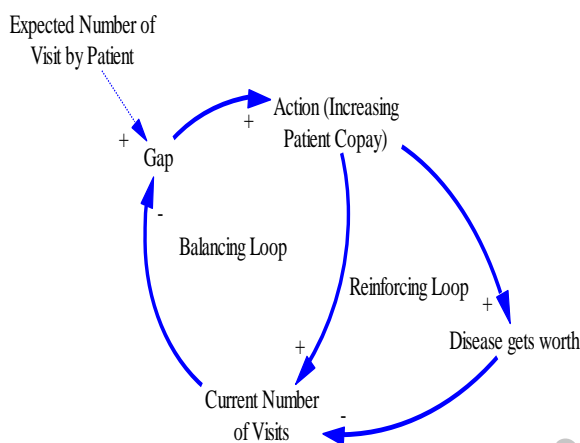 Expected Number of
Visit by Patient
+
Gap
+
Action (Increasing
Patient Copay)
-
Balancing Loop
Reinforcing Loop
+
Disease gets worth
+
Current Number
of Visits
-